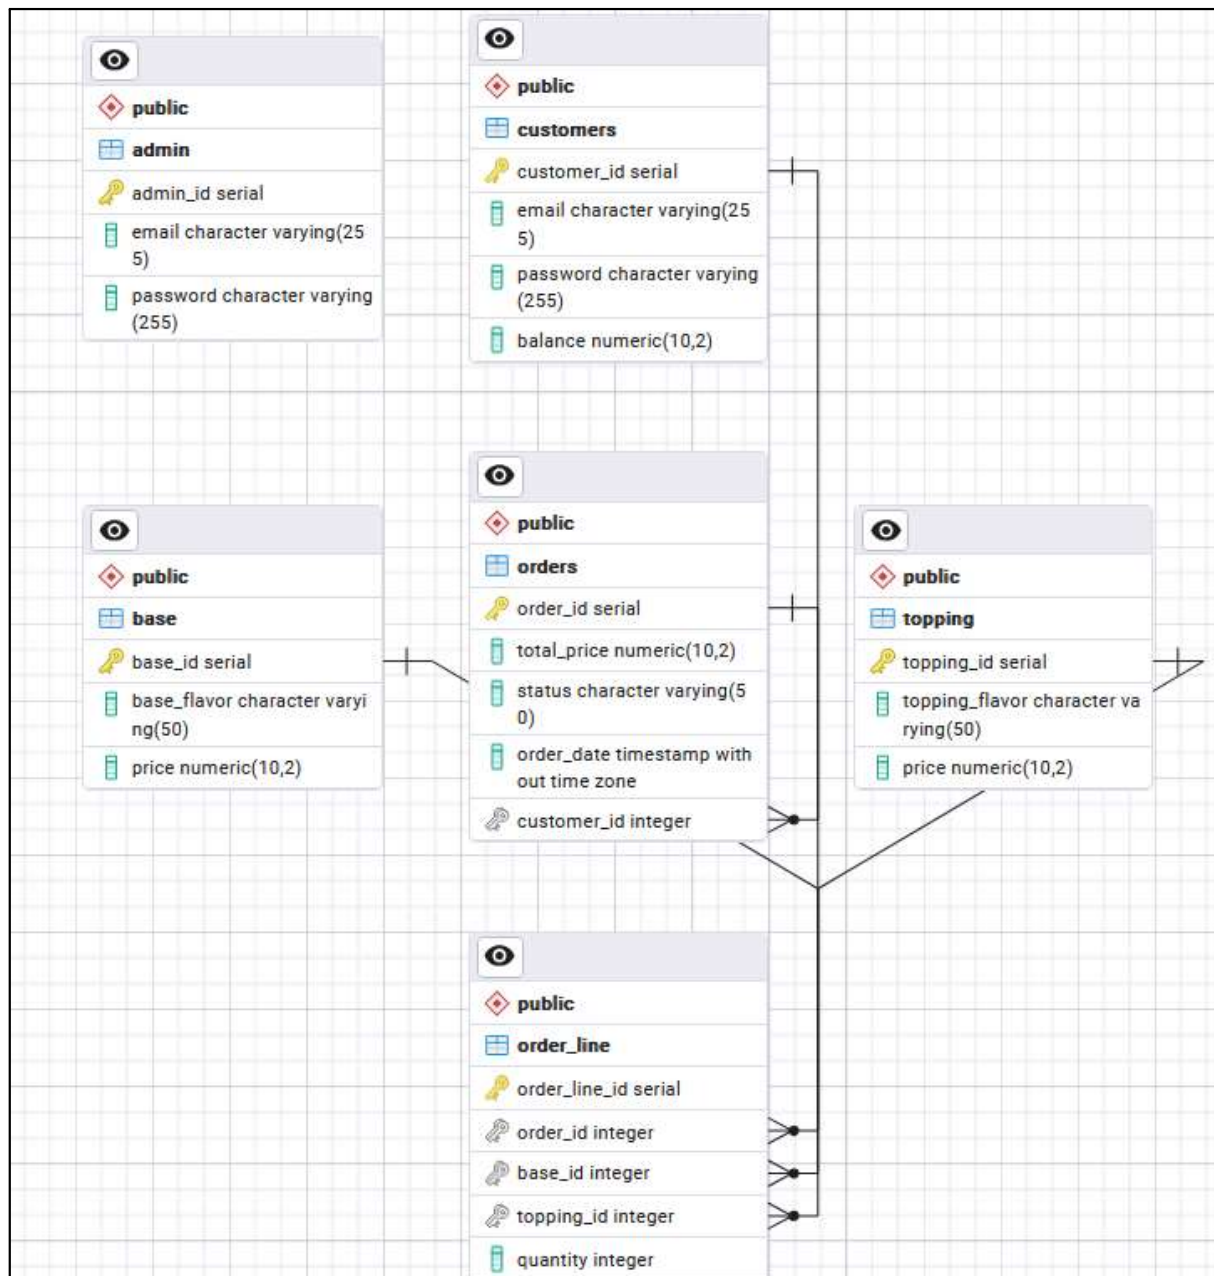 public
admin
admin_id serial
email character varying(25
5)
password character varying
(255)
public
customers
customer_id serial
email character varying(25
5)
password character varying
(255)
balance numeric(10,2)
public
base
base_id serial
base_flavor character varyi
ng(50)
price numeric(10,2)
public
orders
order_id serial
total_price numeric(10,2)
status character varying(5
0)
order_date timestamp with
out time zone
customer_id integer
public
topping
topping_id serial
topping_flavor character va
rying(50)
price numeric(10,2)
public
order_line
order_line_id serial
order_id integer
base_id integer
topping_id integer
quantity integer